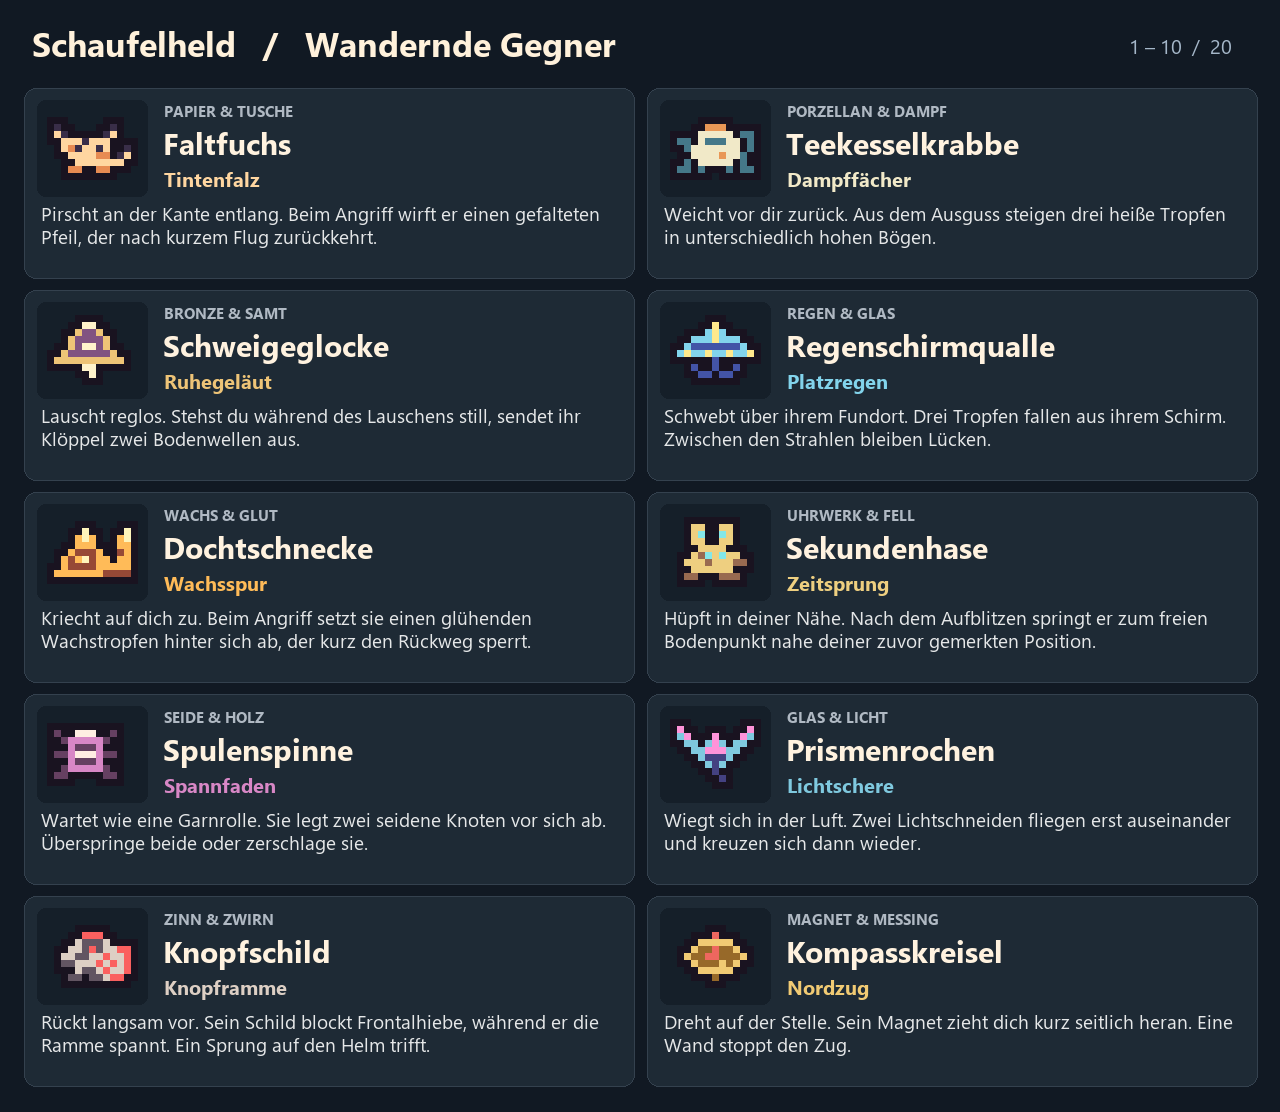 Schaufelheld / Wandernde Gegner
1 – 10 / 20
PAPIER & TUSCHE
Faltfuchs
Tintenfalz
Pirscht an der Kante entlang. Beim Angriff wirft er einen gefalteten
Pfeil, der nach kurzem Flug zurückkehrt.
PORZELLAN & DAMPF
Teekesselkrabbe
Dampffächer
Weicht vor dir zurück. Aus dem Ausguss steigen drei heiße Tropfen
in unterschiedlich hohen Bögen.
BRONZE & SAMT
Schweigeglocke
Ruhegeläut
Lauscht reglos. Stehst du während des Lauschens still, sendet ihr
Klöppel zwei Bodenwellen aus.
REGEN & GLAS
Regenschirmqualle
Platzregen
Schwebt über ihrem Fundort. Drei Tropfen fallen aus ihrem Schirm.
Zwischen den Strahlen bleiben Lücken.
WACHS & GLUT
Dochtschnecke
Wachsspur
Kriecht auf dich zu. Beim Angriff setzt sie einen glühenden
Wachstropfen hinter sich ab, der kurz den Rückweg sperrt.
UHRWERK & FELL
Sekundenhase
Zeitsprung
Hüpft in deiner Nähe. Nach dem Aufblitzen springt er zum freien
Bodenpunkt nahe deiner zuvor gemerkten Position.
SEIDE & HOLZ
Spulenspinne
Spannfaden
Wartet wie eine Garnrolle. Sie legt zwei seidene Knoten vor sich ab.
Überspringe beide oder zerschlage sie.
GLAS & LICHT
Prismenrochen
Lichtschere
Wiegt sich in der Luft. Zwei Lichtschneiden fliegen erst auseinander
und kreuzen sich dann wieder.
ZINN & ZWIRN
Knopfschild
Knopframme
Rückt langsam vor. Sein Schild blockt Frontalhiebe, während er die
Ramme spannt. Ein Sprung auf den Helm trifft.
MAGNET & MESSING
Kompasskreisel
Nordzug
Dreht auf der Stelle. Sein Magnet zieht dich kurz seitlich heran. Eine
Wand stoppt den Zug.